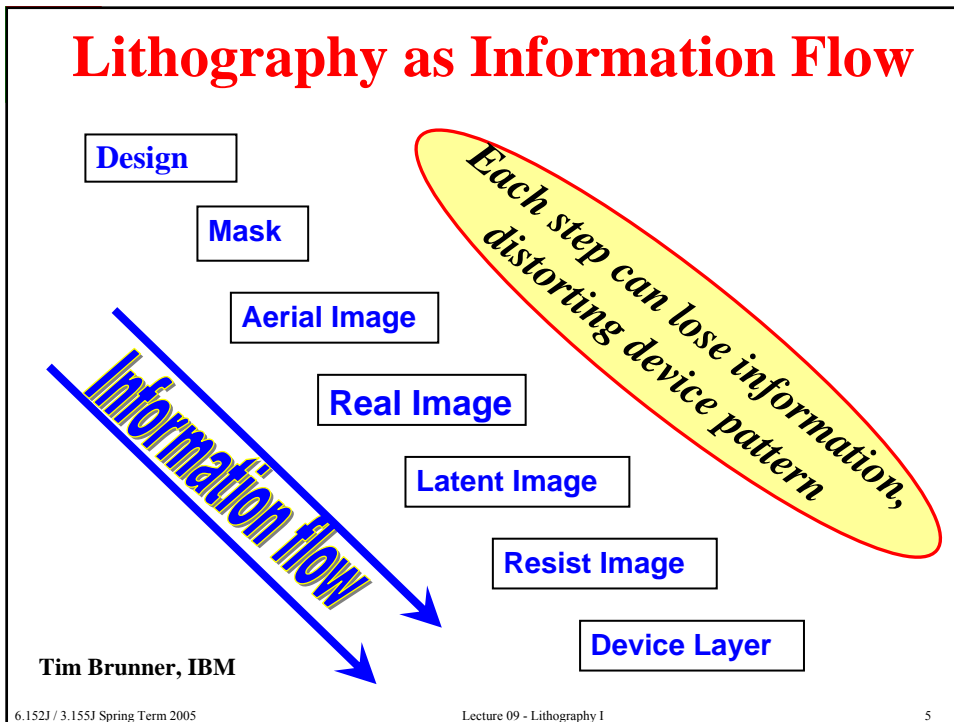 Lithography as Information Flow
Design
Mask
Aerial Image
Real Image
Latent Image
Resist Image
Device Layer
Each step can lose information,
distorting device pattern
Information flow
Tim Brunner, IBM
6.152J / 3.155J Spring Term 2005
Lecture 09 - Lithography I
5